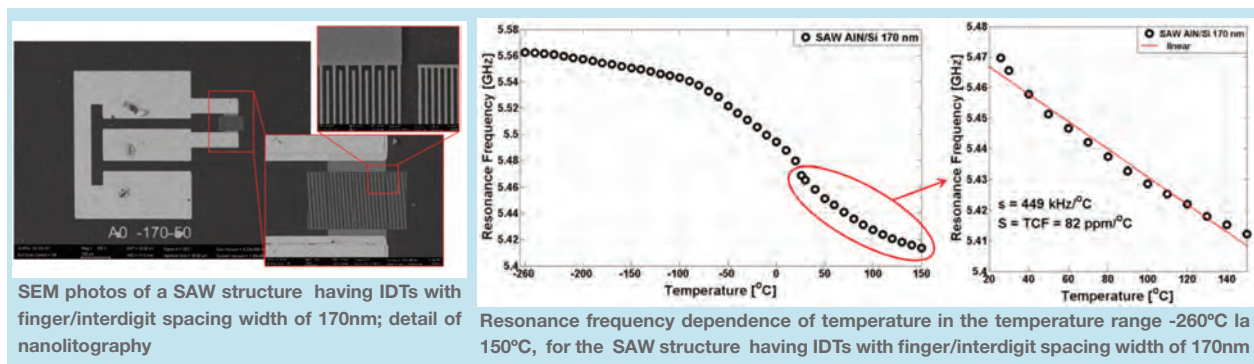 A0 -170-50
SEM photos of a SAW structure having IDTs with
finger/interdigit spacing width of 170nm; detail of
nanolitography
5.58
5.56
5.54
5.52
5.5
5.48
5.46
5.44
5.42
5.4
Resonance Frequency [GHz]
SAW AlN/Si 170 nm
-250 -200 -150 -100 -50 0 50 100 150
Temperature [°C]
5.48
5.47
5.46
5.45
5.44
5.43
5.42
5.41
5.4
Resonance Frequency [GHz]
SAW AlN/Si 170 nm
linear
s = 449 kHz/°C
S = TCF = 82 ppm/°C
20 40 60 80 100 120 140
Temperature [°C]
Resonance frequency dependence of temperature in the temperature range -260ºC la
150ºC, for the SAW structure having IDTs with finger/interdigit spacing width of 170nm